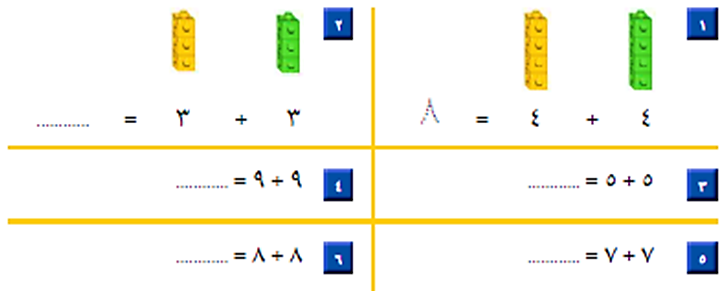 ١
٤ + ٤ = ٨
٢
٣ + ٣ = ...........
٣
٥ + ٥ = ...........
٤
٩ + ٩ = ...........
٥
٧ + ٧ = ...........
٦
٨ + ٨ = ...........